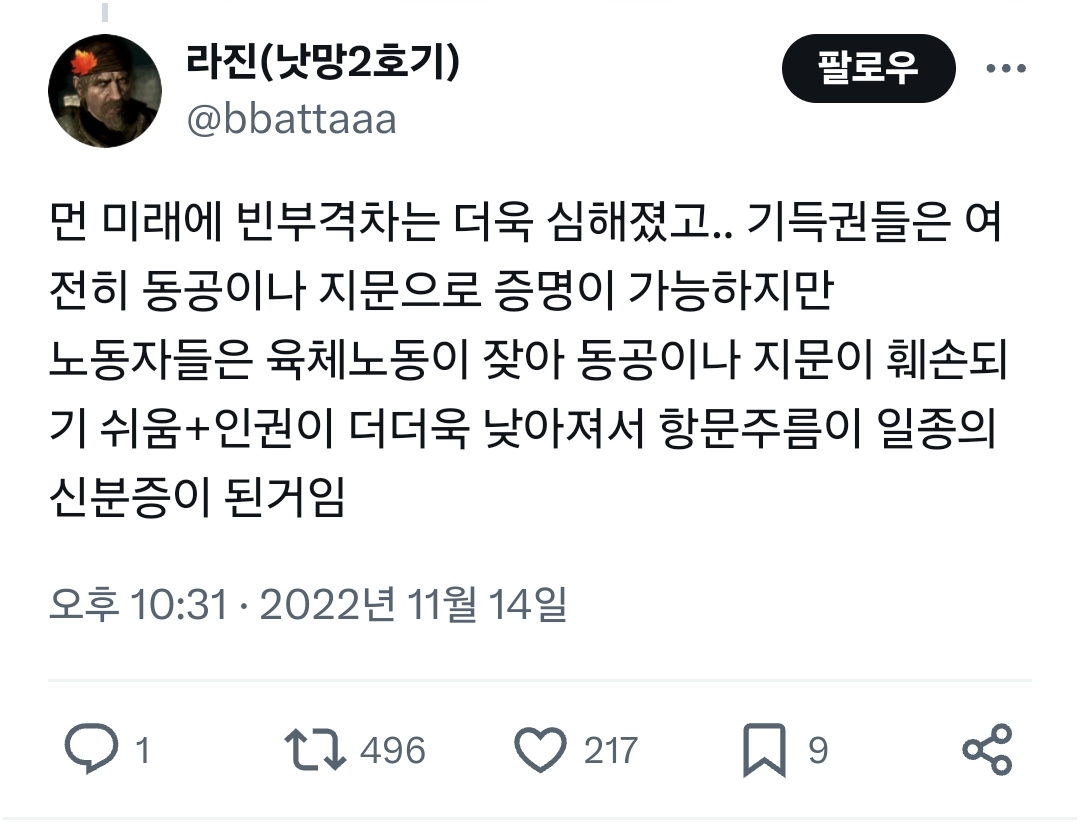 라진(낫망2호기)
팔로우
@bbattaaa
먼 미래에 빈부격차는 더욱 심해졌고.. 기득권들은 여
전히 동공이나 지문으로 증명이 가능하지만
노동자들은 육체노동이 잦아 동공이나 지문이 훼손되
기 쉬움+인권이 더더욱 낮아져서 항문주름이 일종의
신분증이 된거임
오후 10:31 · 2022년 11월 14일
1 496 217 9